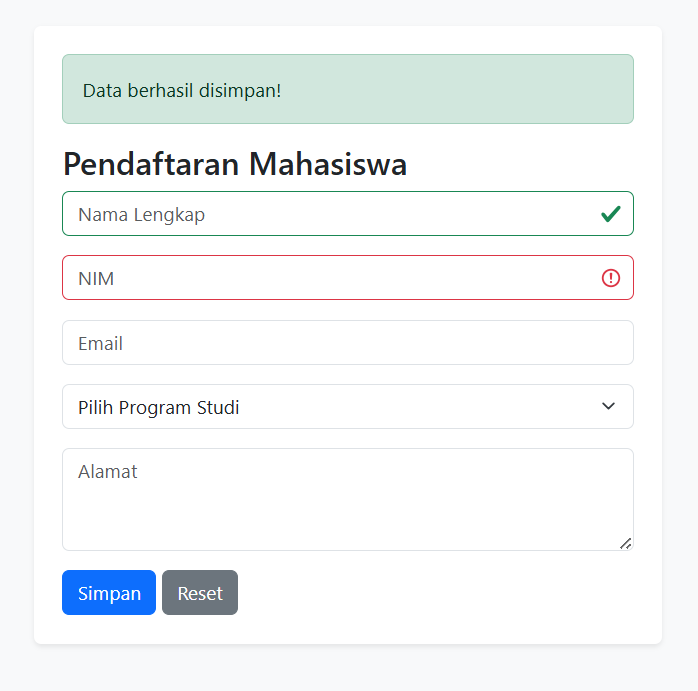 Data berhasil disimpan!
Pendaftaran Mahasiswa
Nama Lengkap
NIM
Email
Pilih Program Studi
Alamat
Simpan Reset